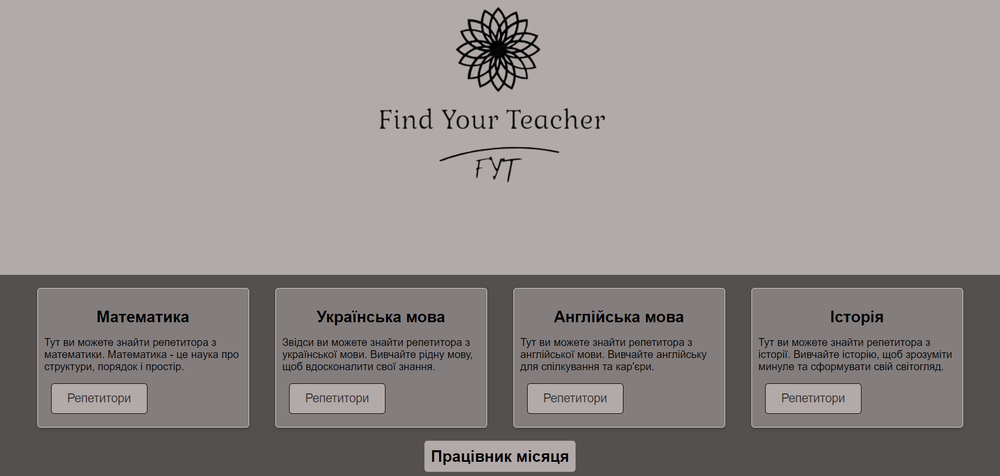 Find Your Teacher
FYT
Математика
Тут ви можете знайти репетитора з
математики. Математика - це наука про
структури, порядок і простір.
Репетитори
Українська мова
Звідси ви можете знайти репетитора з
української мови. Вивчайте рідну мову,
щоб вдосконалити свої знання.
Репетитори
Англійська мова
Тут ви можете знайти репетитора з
англійської мови. Вивчайте англійську
для спілкування та кар'єри.
Репетитори
Історія
Тут ви можете знайти репетитора з
історії. Вивчайте історію, щоб зрозуміти
минуле та сформувати свій світогляд.
Репетитори
Працівник місяця